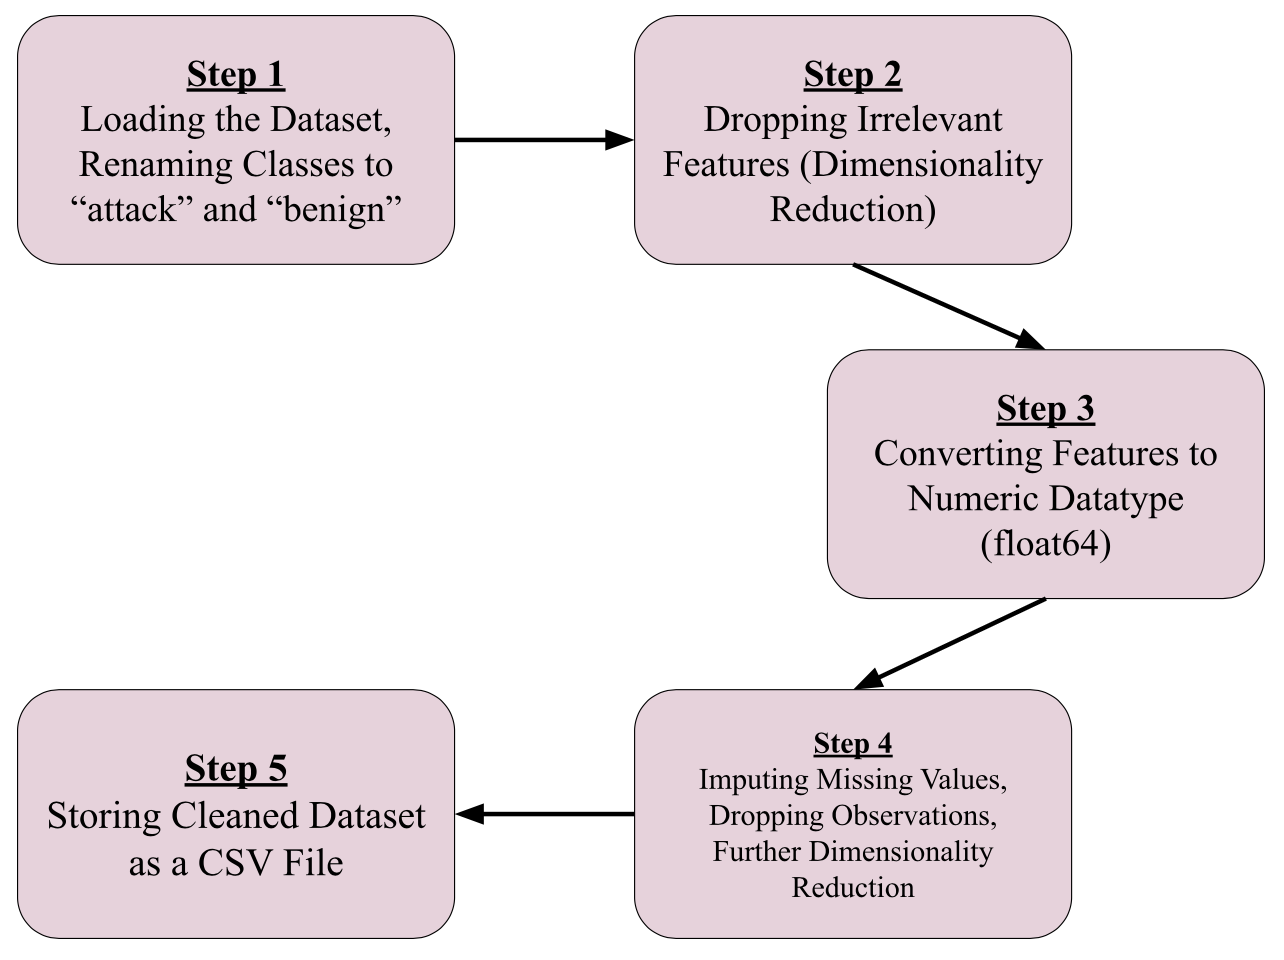 Step 1
Loading the Dataset,
Renaming Classes to
“attack” and “benign”
Step 2
Dropping Irrelevant
Features (Dimensionality
Reduction)
Step 3
Converting Features to
Numeric Datatype
(float64)
Step 4
Imputing Missing Values,
Dropping Observations,
Further Dimensionality
Reduction
Step 5
Storing Cleaned Dataset
as a CSV File